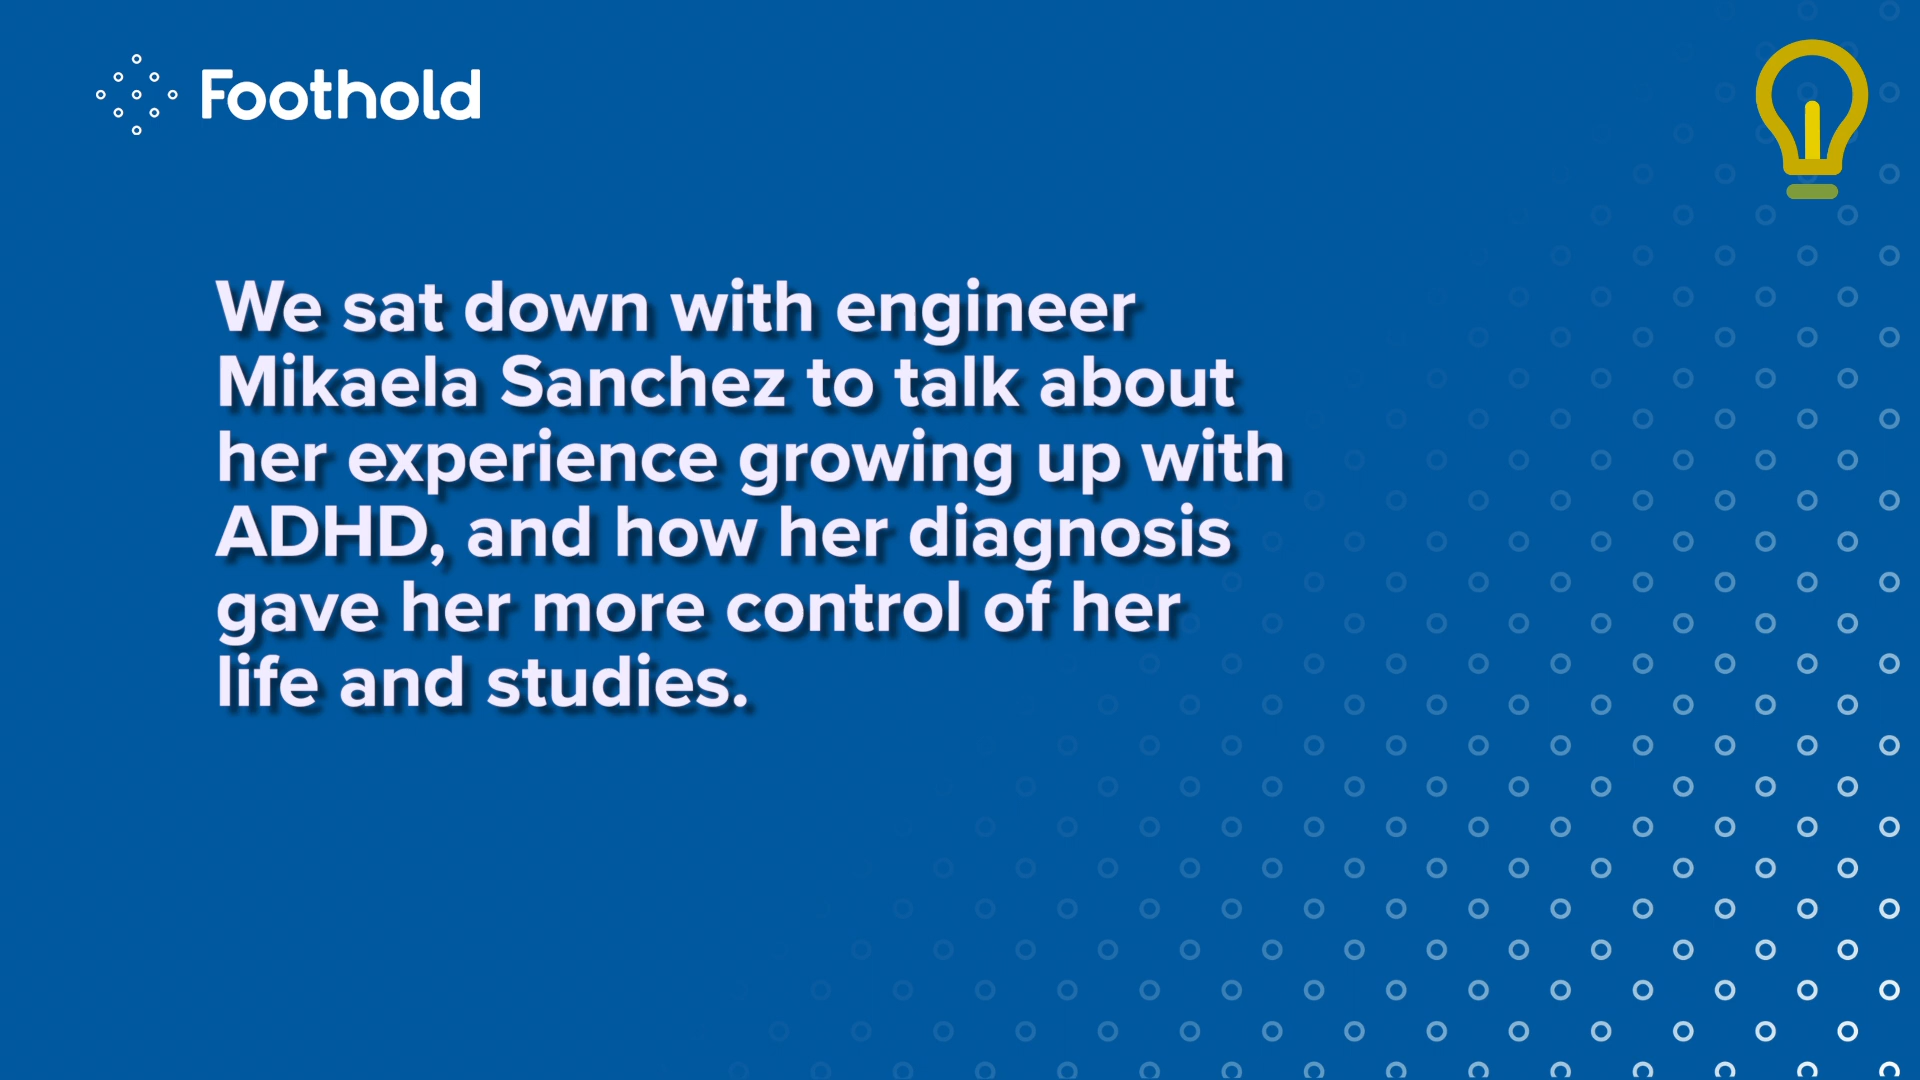 Foothold
We sat down with engineer
Mikaela Sanchez to talk about
her experience growing up with
ADHD, and how her diagnosis
gave her more control of her
life and studies.